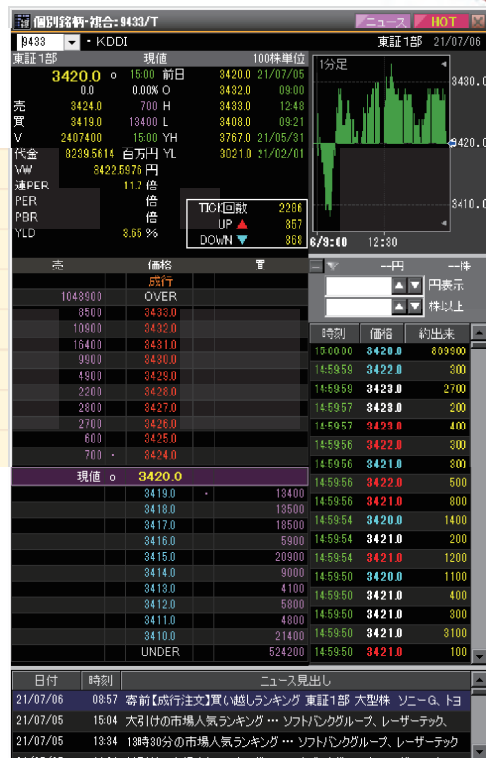 個別銘柄-複合:9433/T ニュース HOT
9433 ・KDDI 東証1部 21/07/06
東証1部 現値 100株単位
3420.0 o 15:00 前日 3420.0 21/07/05
0.0 0.00% O 3432.0 09:00
売 3424.0 700 H 3433.0 12:48
買 3419.0 13400 L 3408.0 09:21
V 2407400 15:00 YH 3767.0 21/05/31
代金 8239.5614 百万円 YL 3021.0 21/02/01
VW 3422.5976 円
連PER 11.7 倍
PER 倍
PBR 倍
YLD 3.55 %
TICK回数 2286
UP ▲ 857
DOWN ▼ 868
1分足
3430.0
3420.0
3410.0
6/9:00 12:30
売 価格 買
成行
1048900 OVER
8500 3433.0
10900 3432.0
16400 3431.0
9900 3430.0
4900 3429.0
2200 3428.0
2800 3427.0
2700 3426.0
600 3425.0
700 ・ 3424.0
現値 o 3420.0
3419.0 ・ 13400
3418.0 13500
3417.0 18500
3416.0 5900
3415.0 20900
3414.0 9000
3413.0 4100
3412.0 5800
3411.0 4800
3410.0 21400
UNDER 524200
--円 --株
円表示
株以上
時刻 価格 約出来
15:00:00 3420.0 809900
14:59:59 3422.0 300
14:59:59 3423.0 2700
14:59:57 3423.0 200
14:59:57 3423.0 400
14:59:56 3422.0 300
14:59:56 3421.0 300
14:59:56 3422.0 500
14:59:56 3421.0 800
14:59:54 3420.0 1400
14:59:54 3421.0 200
14:59:54 3421.0 1200
14:59:50 3420.0 1100
14:59:50 3421.0 400
14:59:50 3421.0 300
14:59:50 3421.0 3100
14:59:50 3421.0 100
日付 時刻 ニュース見出し
21/07/06 08:57 寄前【成行注文】買い越しランキング 東証1部 大型株 ソニーG、トヨ
21/07/05 15:04 大引けの市場人気ランキング … ソフトバンクグループ、レーザーテック、
21/07/05 13:34 13時30分の市場人気ランキング … ソフトバンクグループ、レーザーテック